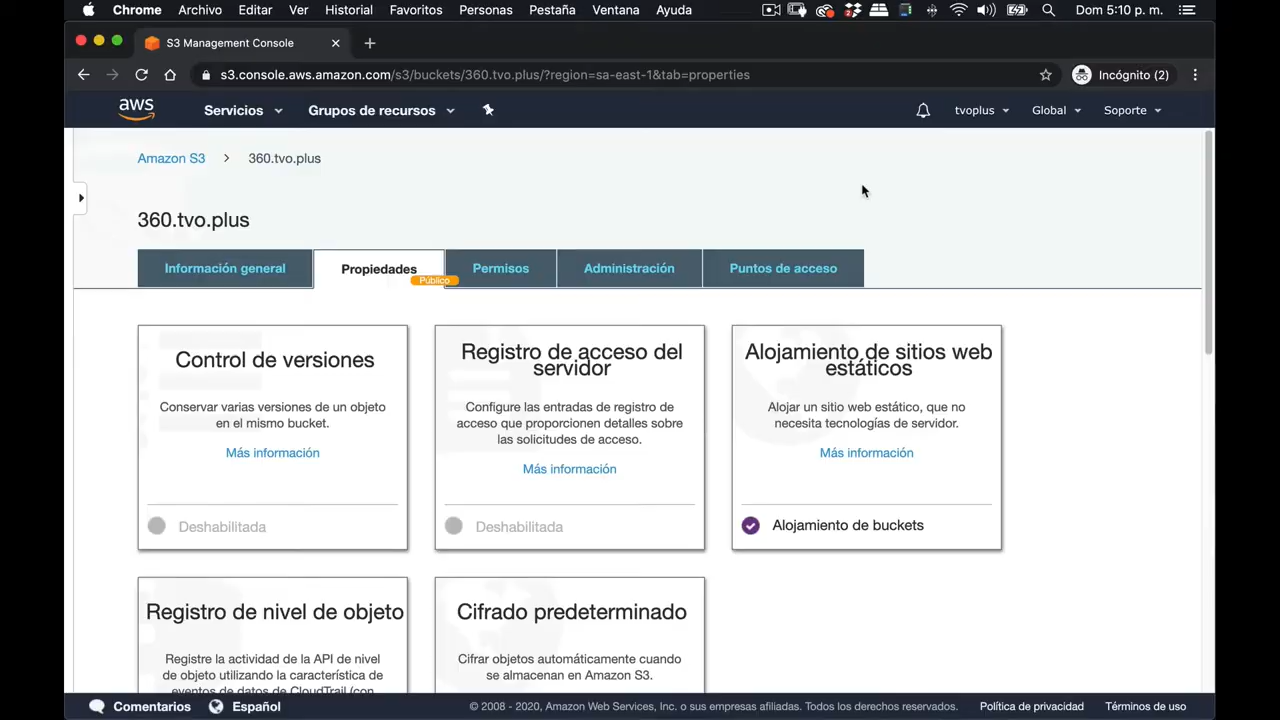 Chrome Archivo Editar Ver Historial Favoritos Personas Pestaña Ventana Ayuda Dom 5:10 p. m.
S3 Management Console
s3.console.aws.amazon.com/s3/buckets/360.tvo.plus/?region=sa-east-1&tab=properties Incógnito (2)
aws Servicios Grupos de recursos tvoplus Global Soporte
Amazon S3 > 360.tvo.plus
360.tvo.plus
Información general Propiedades Permisos Administración Puntos de acceso
Público
Control de versiones
Conservar varias versiones de un objeto
en el mismo bucket.
Más información
Deshabilitada
Registro de acceso del
servidor
Configure las entradas de registro de
acceso que proporcionen detalles sobre
las solicitudes de acceso.
Más información
Deshabilitada
Alojamiento de sitios web
estáticos
Alojar un sitio web estático, que no
necesita tecnologías de servidor.
Más información
Alojamiento de buckets
Registro de nivel de objeto
Registre la actividad de la API de nivel
de objeto utilizando la característica de
eventos de datos de CloudTrail (con
Cifrado predeterminado
Cifrar objetos automáticamente cuando
se almacenan en Amazon S3.
Comentarios Español © 2008 - 2020, Amazon Web Services, Inc. o sus empresas afiliadas. Todos los derechos reservados. Política de privacidad Términos de uso